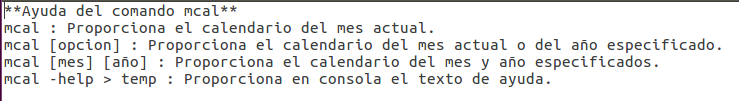 **Ayuda del comando mcal**
mcal : Proporciona el calendario del mes actual.
mcal [opcion] : Proporciona el calendario del mes actual o del año especificado.
mcal [mes] [año] : Proporciona el calendario del mes y año especificados.
mcal -help > temp : Proporciona en consola el texto de ayuda.